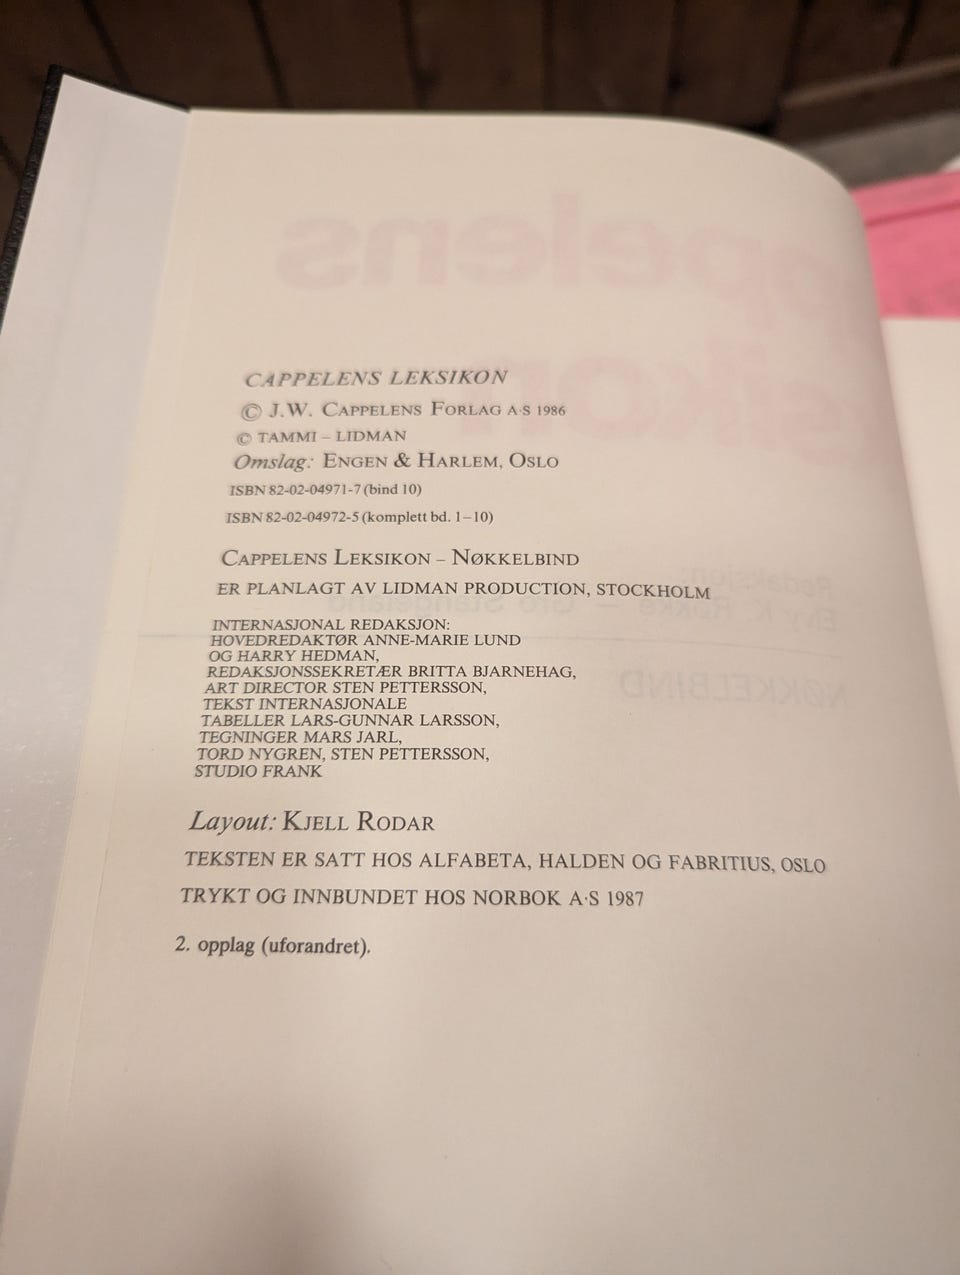 CAPPELENS LEKSIKON
© J.W. CAPPELENS FORLAG A·S 1986
© TAMMI – LIDMAN
Omslag: ENGEN & HARLEM, OSLO
ISBN 82-02-04971-7 (bind 10)
ISBN 82-02-04972-5 (komplett bd. 1–10)
CAPPELENS LEKSIKON – NØKKELBIND
ER PLANLAGT AV LIDMAN PRODUCTION, STOCKHOLM
INTERNASJONAL REDAKSJON:
HOVEDREDAKTØR ANNE-MARIE LUND
OG HARRY HEDMAN,
REDAKSJONSSEKRETÆR BRITTA BJARNEHAG,
ART DIRECTOR STEN PETTERSSON,
TEKST INTERNASJONALE
TABELLER LARS-GUNNAR LARSSON,
TEGNINGER MARS JARL,
TORD NYGREN, STEN PETTERSSON,
STUDIO FRANK
Layout: KJELL RODAR
TEKSTEN ER SATT HOS ALFABETA, HALDEN OG FABRITIUS, OSLO
TRYKT OG INNBUNDET HOS NORBOK A·S 1987
2. opplag (uforandret).